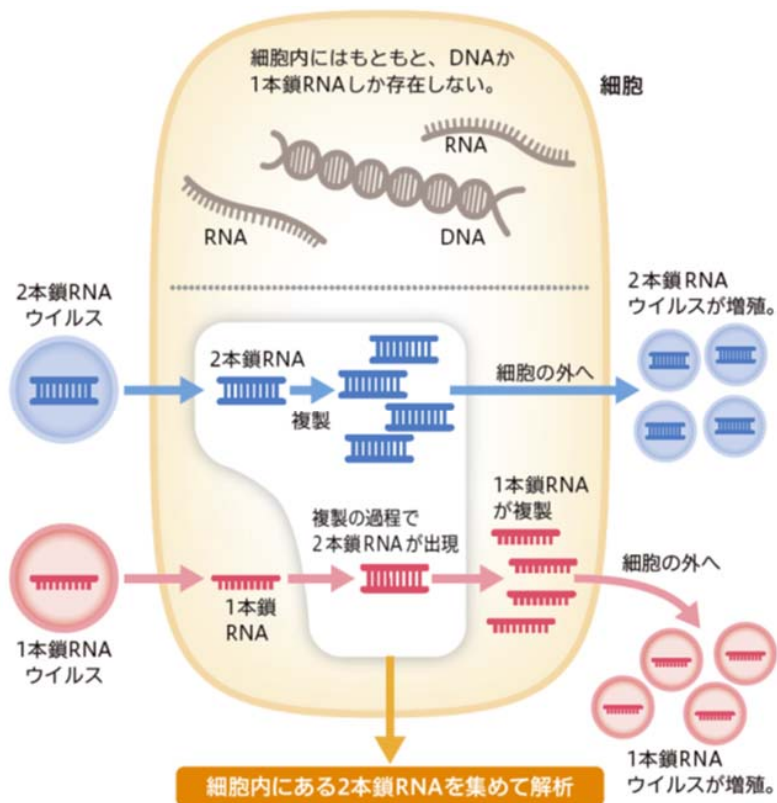 細胞内にはもともと、DNAか
1本鎖RNAしか存在しない。
細胞
RNA
RNA
DNA
2本鎖RNA
ウイルス
2本鎖RNA
複製
細胞の外へ
2本鎖RNA
ウイルスが増殖。
1本鎖RNA
ウイルス
1本鎖
RNA
複製の過程で
2本鎖RNAが出現
1本鎖RNA
が複製
細胞の外へ
1本鎖RNA
ウイルスが増殖。
細胞内にある2本鎖RNAを集めて解析